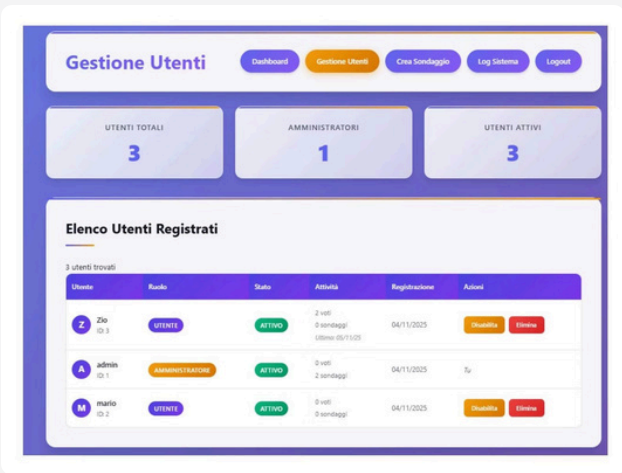 Gestione Utenti
Dashboard Gestione Utenti Crea Sondaggio Log Sistema Logout
UTENTI TOTALI AMMINISTRATORI UTENTI ATTIVI
3 1 3
Elenco Utenti Registrati
3 utenti trovati
Utente Ruolo Stato Attività Registrazione Azioni
2 voti
Z Zio UTENTE ATTIVO 0 sondaggi 04/11/2025 Disabilita Elimina
ID: 3
Ultimo: 05/11/25
admin 0 voti
A AMMINISTRATORE ATTIVO 04/11/2025 Tu
ID: 1 2 sondaggi
mario 0 voti
M UTENTE ATTIVO 04/11/2025 Disabilita Elimina
ID: 2 0 sondaggi